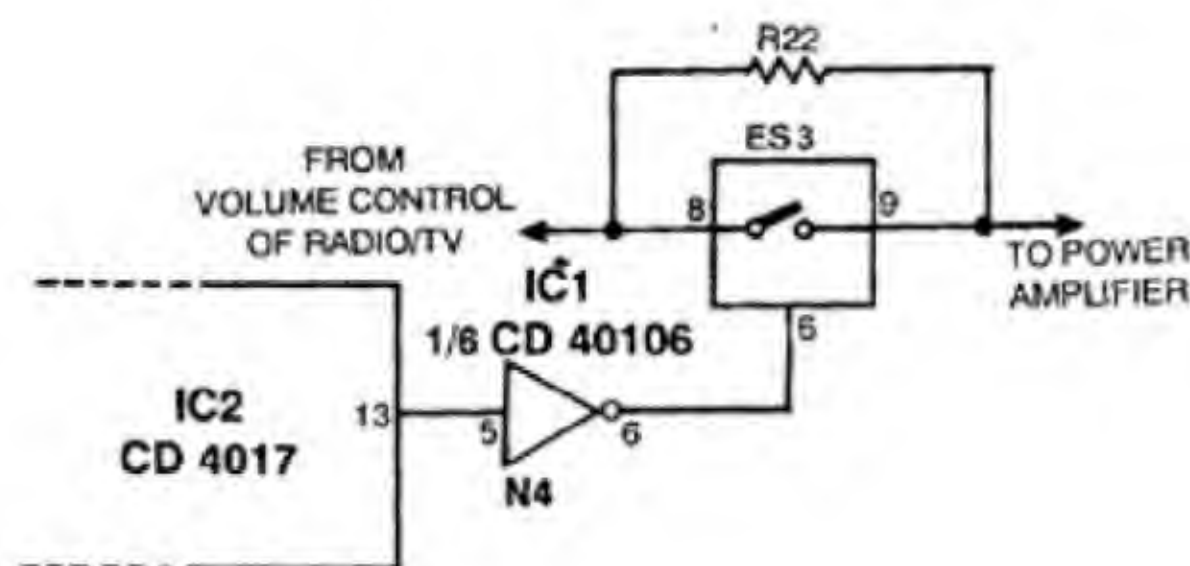 R22
ES3
FROM
VOLUME CONTROL
OF RADIO/TV
8
9
TO POWER
AMPLIFIER
IC1
1/6 CD 40106
6
IC2
CD 4017
13
5
6
N4